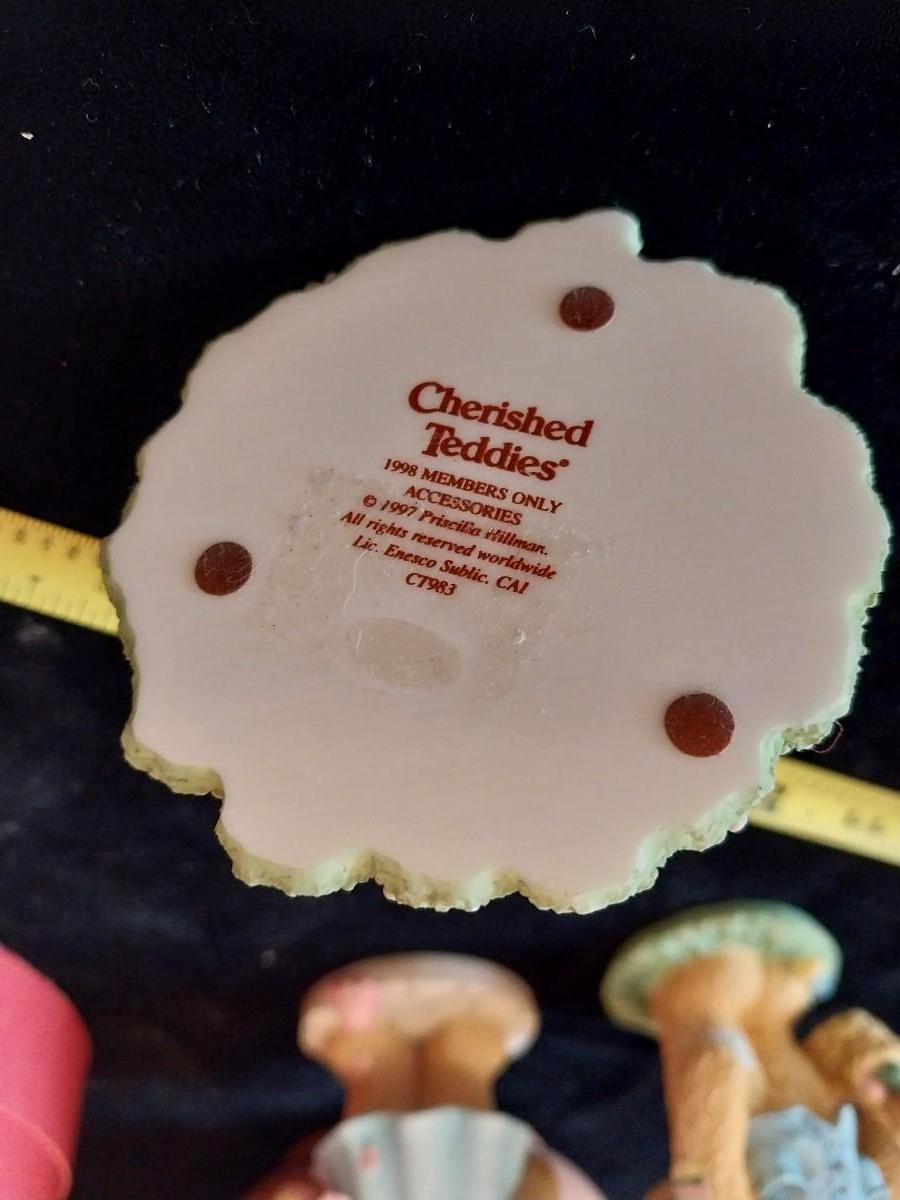 Cherished
Teddies®
1998 MEMBERS ONLY
ACCESSORIES
© 1997 Priscilla Hillman.
All rights reserved worldwide
Lic. Enesco Sublic. CAI
CT983